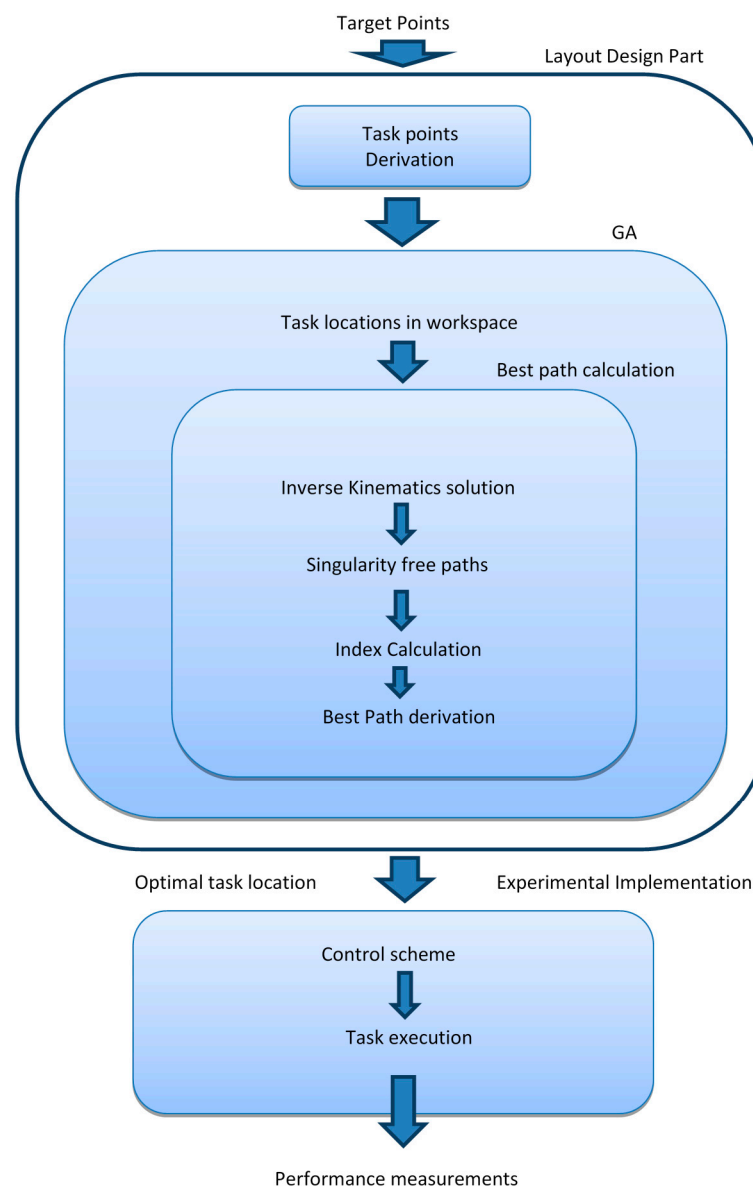 Target Points
Layout Design Part
Task points
Derivation
GA
Task locations in workspace
Best path calculation
Inverse Kinematics solution
Singularity free paths
Index Calculation
Best Path derivation
Optimal task location
Experimental Implementation
Control scheme
Task execution
Performance measurements